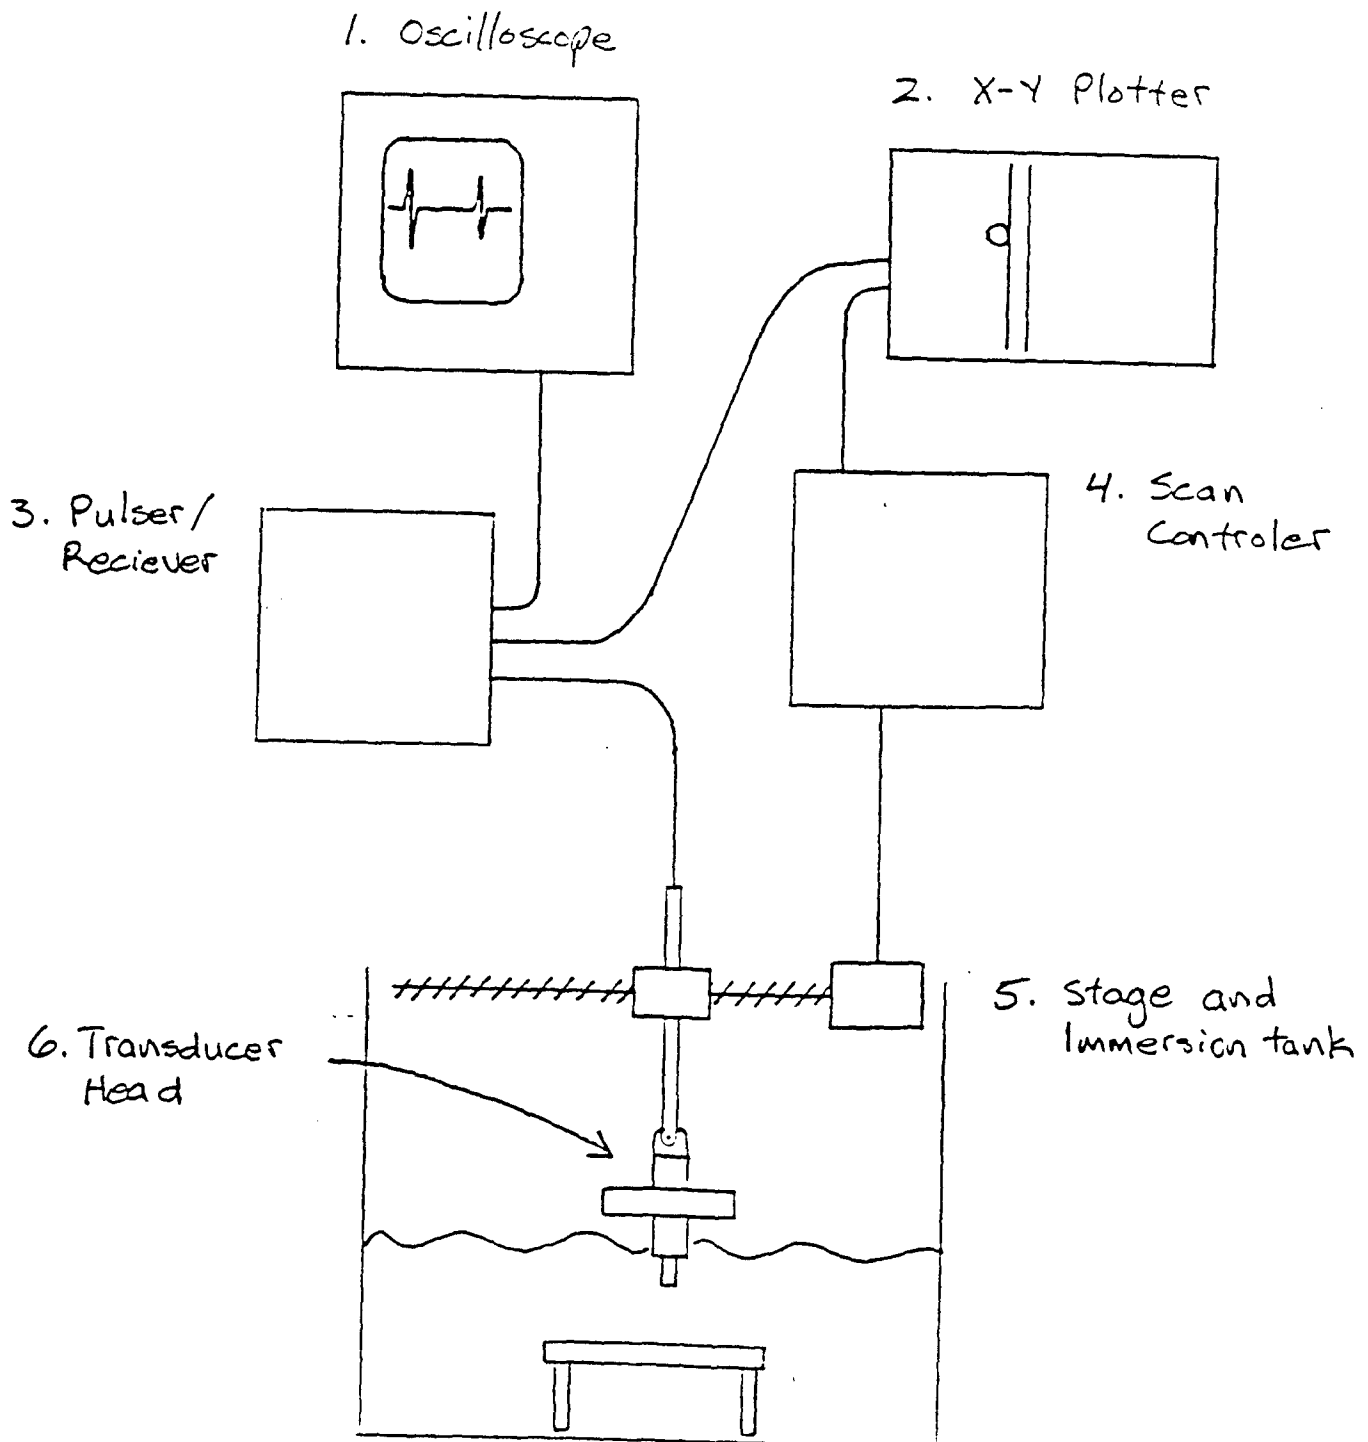 1. Oscilloscope
2. X-Y Plotter
3. Pulser/
Reciever
4. Scan
Controler
5. Stage and
Immersion tank
6. Transducer
Head